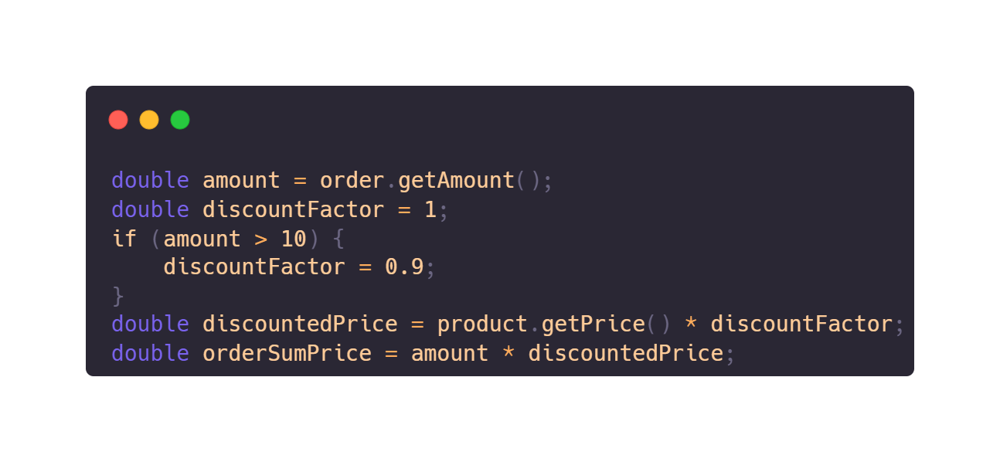 double amount = order.getAmount();
double discountFactor = 1;
if (amount > 10) {
    discountFactor = 0.9;
}
double discountedPrice = product.getPrice() * discountFactor;
double orderSumPrice = amount * discountedPrice;